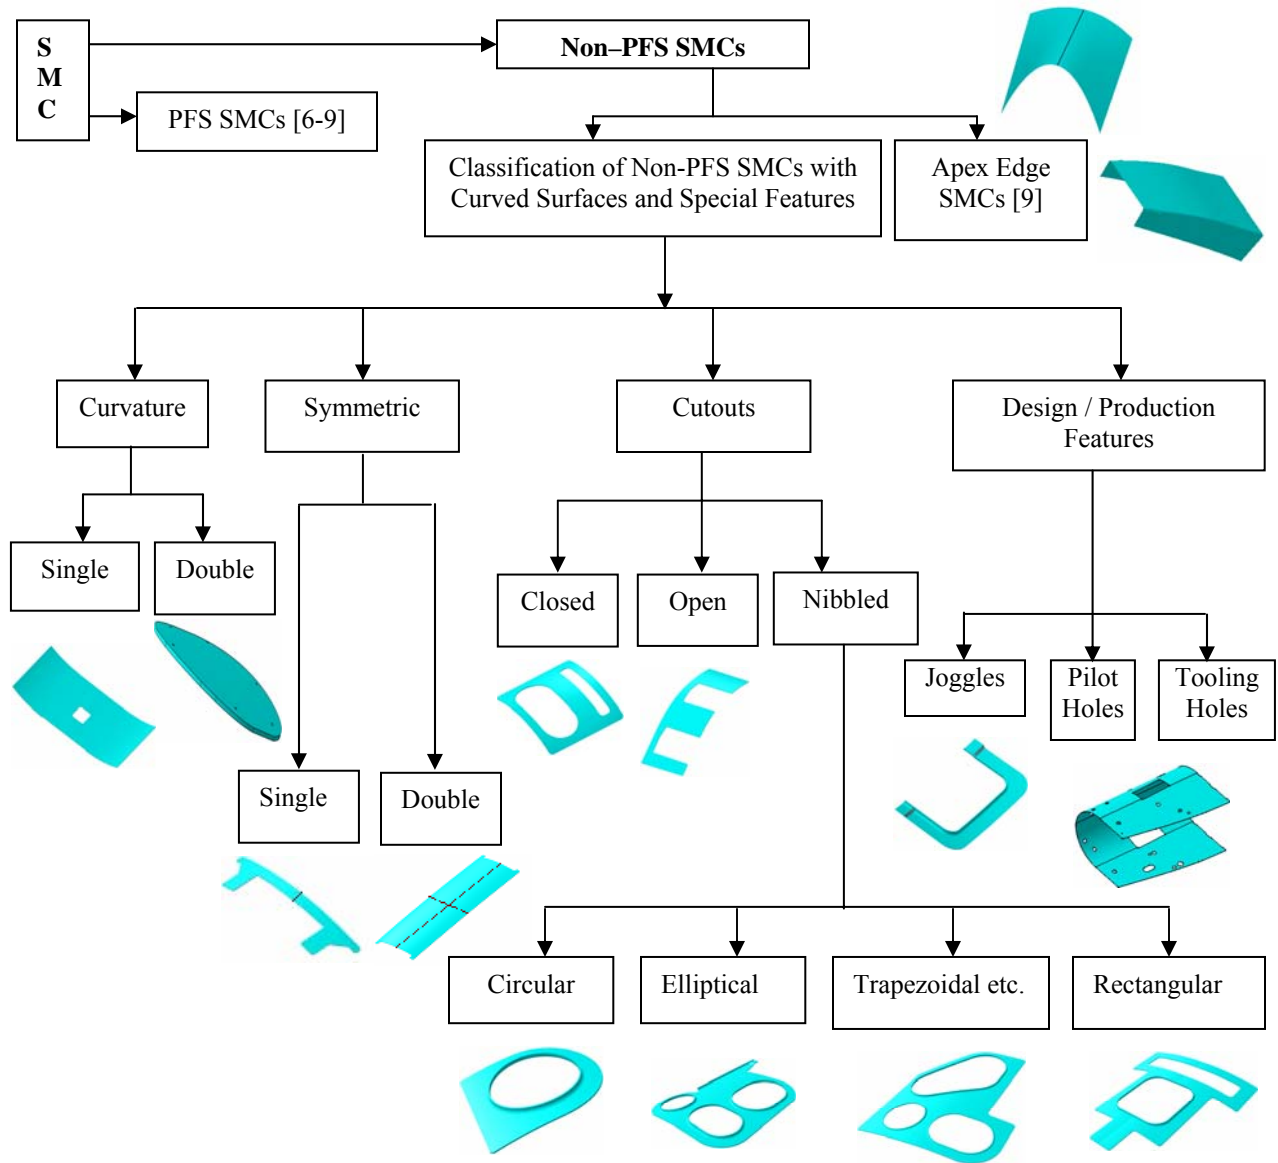 S
M
C
Non–PFS SMCs
PFS SMCs [6-9]
Classification of Non-PFS SMCs with
Curved Surfaces and Special Features
Apex Edge
SMCs [9]
Curvature
Symmetric
Cutouts
Design / Production
Features
Single
Double
Closed
Open
Nibbled
Joggles
Pilot
Holes
Tooling
Holes
Single
Double
Circular
Elliptical
Trapezoidal etc.
Rectangular